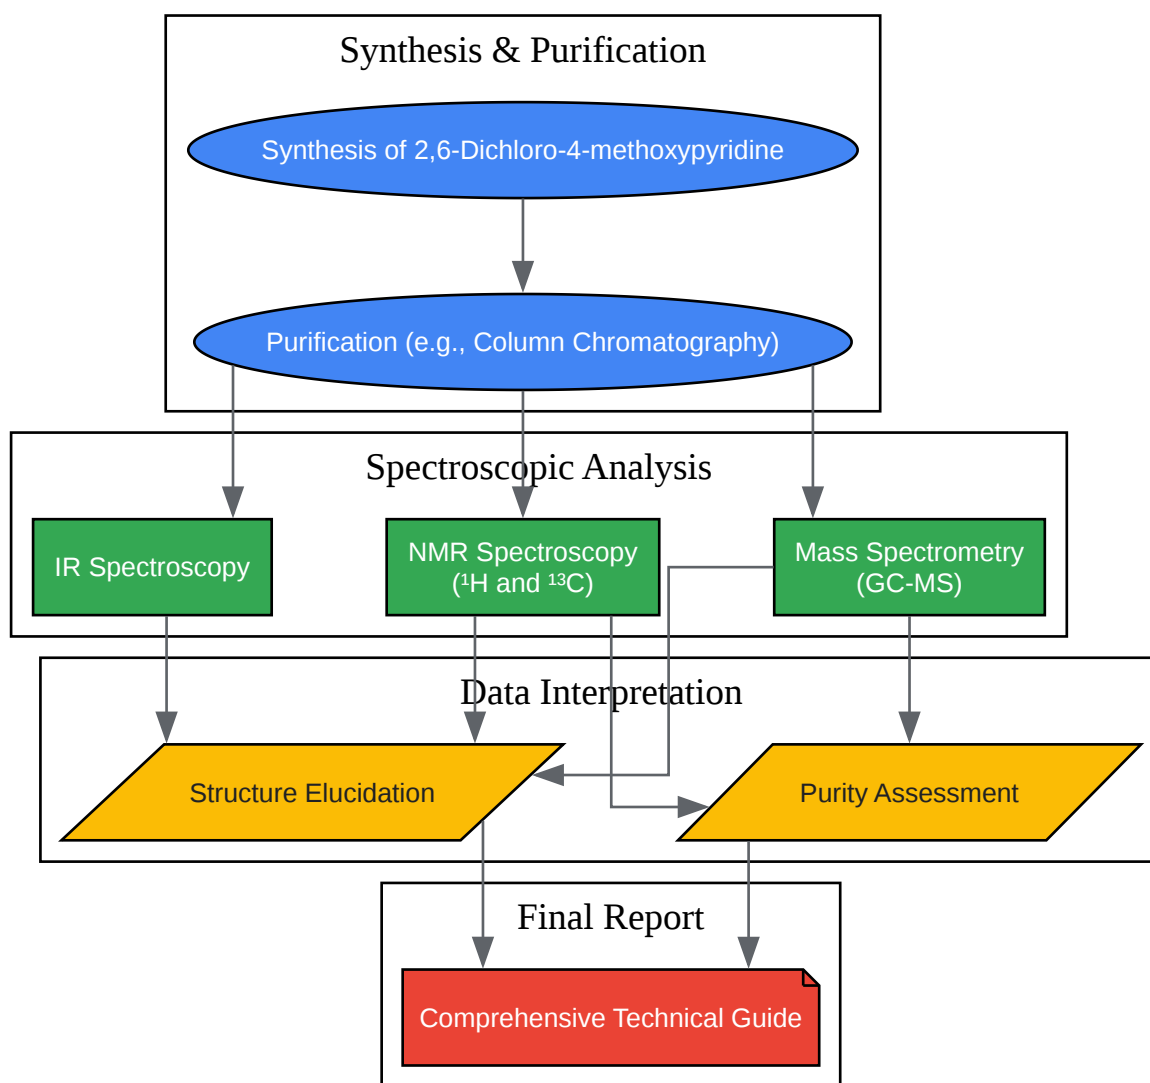 Synthesis & Purification
Synthesis of 2,6-Dichloro-4-methoxypyridine
Purification (e.g., Column Chromatography)
Spectroscopic Analysis
IR Spectroscopy
NMR Spectroscopy
(¹H and ¹³C)
Mass Spectrometry
(GC-MS)
Data Interpretation
Structure Elucidation
Purity Assessment
Final Report
Comprehensive Technical Guide